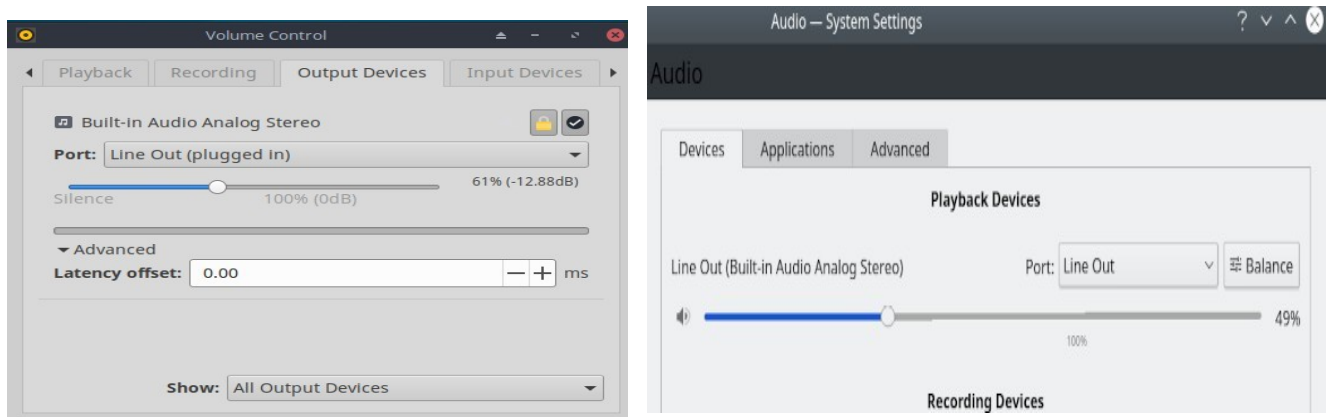 Volume Control
Playback Recording Output Devices Input Devices
Built-in Audio Analog Stereo
Port: Line Out (plugged in)
61% (-12.88dB)
Silence 100% (0dB)
Advanced
Latency offset: 0.00 ms
Show: All Output Devices
Audio — System Settings
Audio
Devices Applications Advanced
Playback Devices
Line Out (Built-in Audio Analog Stereo) Port: Line Out Balance
49%
100%
Recording Devices